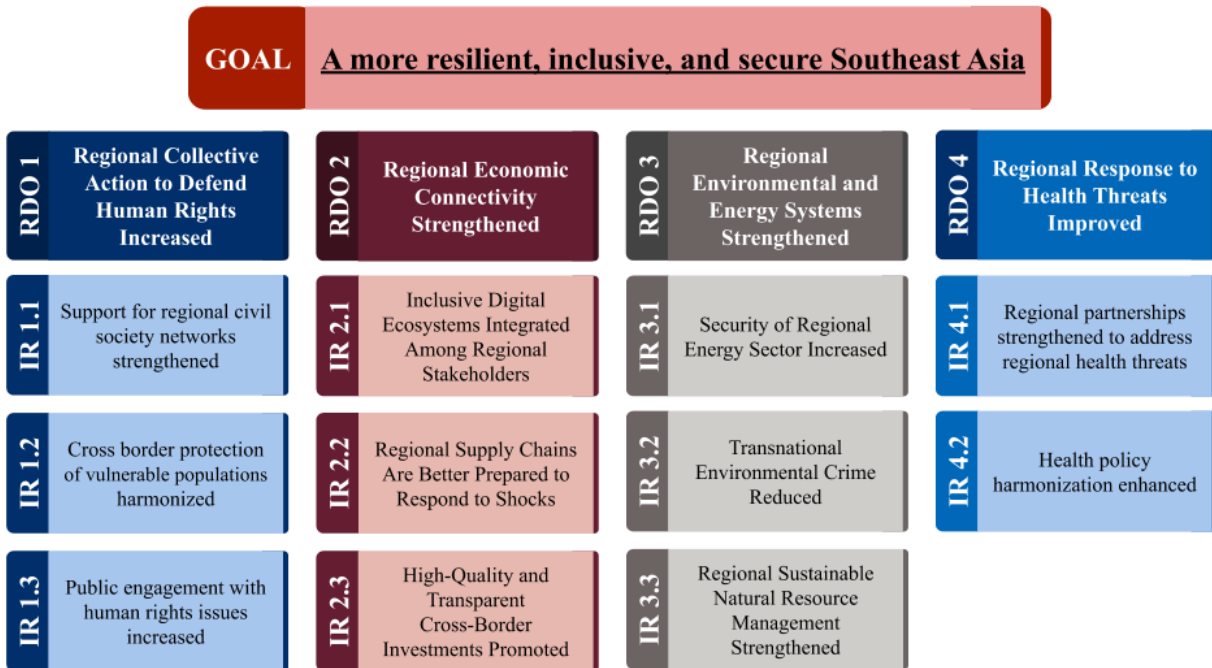 GOAL
A more resilient, inclusive, and secure Southeast Asia
RDO 1
Regional Collective
Action to Defend
Human Rights
Increased
IR 1.1
Support for regional civil
society networks
strengthened
IR 1.2
Cross border protection
of vulnerable populations
harmonized
IR 1.3
Public engagement with
human rights issues
increased
RDO 2
Regional Economic
Connectivity
Strengthened
IR 2.1
Inclusive Digital
Ecosystems Integrated
Among Regional
Stakeholders
IR 2.2
Regional Supply Chains
Are Better Prepared to
Respond to Shocks
IR 2.3
High-Quality and
Transparent
Cross-Border
Investments Promoted
RDO 3
Regional
Environmental and
Energy Systems
Strengthened
IR 3.1
Security of Regional
Energy Sector Increased
IR 3.2
Transnational
Environmental Crime
Reduced
IR 3.3
Regional Sustainable
Natural Resource
Management
Strengthened
RDO 4
Regional Response to
Health Threats
Improved
IR 4.1
Regional partnerships
strengthened to address
regional health threats
IR 4.2
Health policy
harmonization enhanced